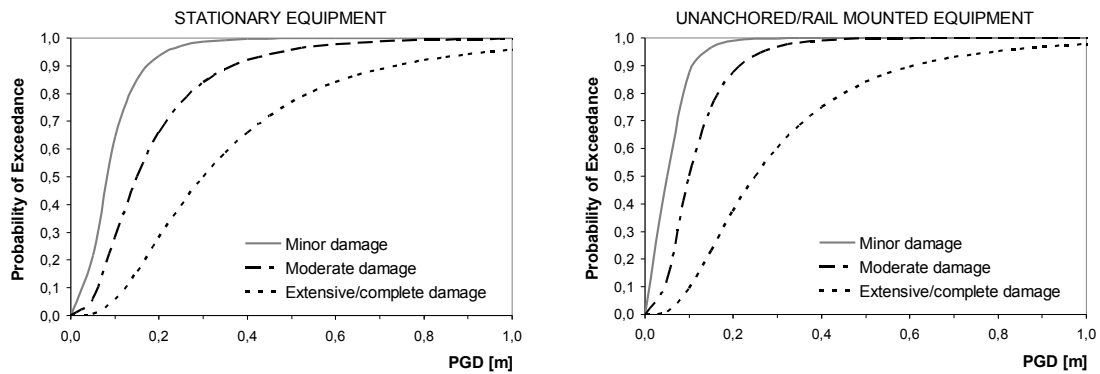 STATIONARY EQUIPMENT
1,0
0,9
0,8
0,7
0,6
0,5
0,4
0,3
0,2
0,1
0,0
Probability of Exceedance
Minor damage
Moderate damage
Extensive/complete damage
0,0 0,2 0,4 0,6 0,8 1,0
PGD [m]
UNANCHORED/RAIL MOUNTED EQUIPMENT
1,0
0,9
0,8
0,7
0,6
0,5
0,4
0,3
0,2
0,1
0,0
Probability of Exceedance
Minor damage
Moderate damage
Extensive/complete damage
0,0 0,2 0,4 0,6 0,8 1,0
PGD [m]